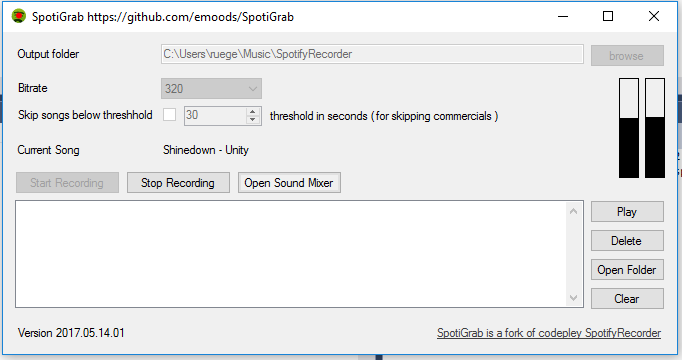 SpotiGrab https://github.com/emoods/SpotiGrab
Output folder C:\Users\ruege\Music\SpotifyRecorder browse
Bitrate 320
Skip songs below threshhold 30 threshold in seconds ( for skipping commercials )
Current Song Shinedown - Unity
Start Recording Stop Recording Open Sound Mixer
Play
Delete
Open Folder
Clear
Version 2017.05.14.01 SpotiGrab is a fork of codepley SpotifyRecorder